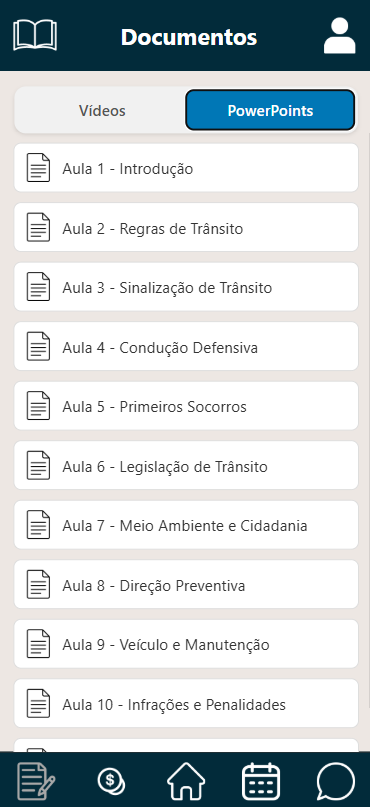 Documentos
Vídeos
PowerPoints
Aula 1 - Introdução
Aula 2 - Regras de Trânsito
Aula 3 - Sinalização de Trânsito
Aula 4 - Condução Defensiva
Aula 5 - Primeiros Socorros
Aula 6 - Legislação de Trânsito
Aula 7 - Meio Ambiente e Cidadania
Aula 8 - Direção Preventiva
Aula 9 - Veículo e Manutenção
Aula 10 - Infrações e Penalidades
$